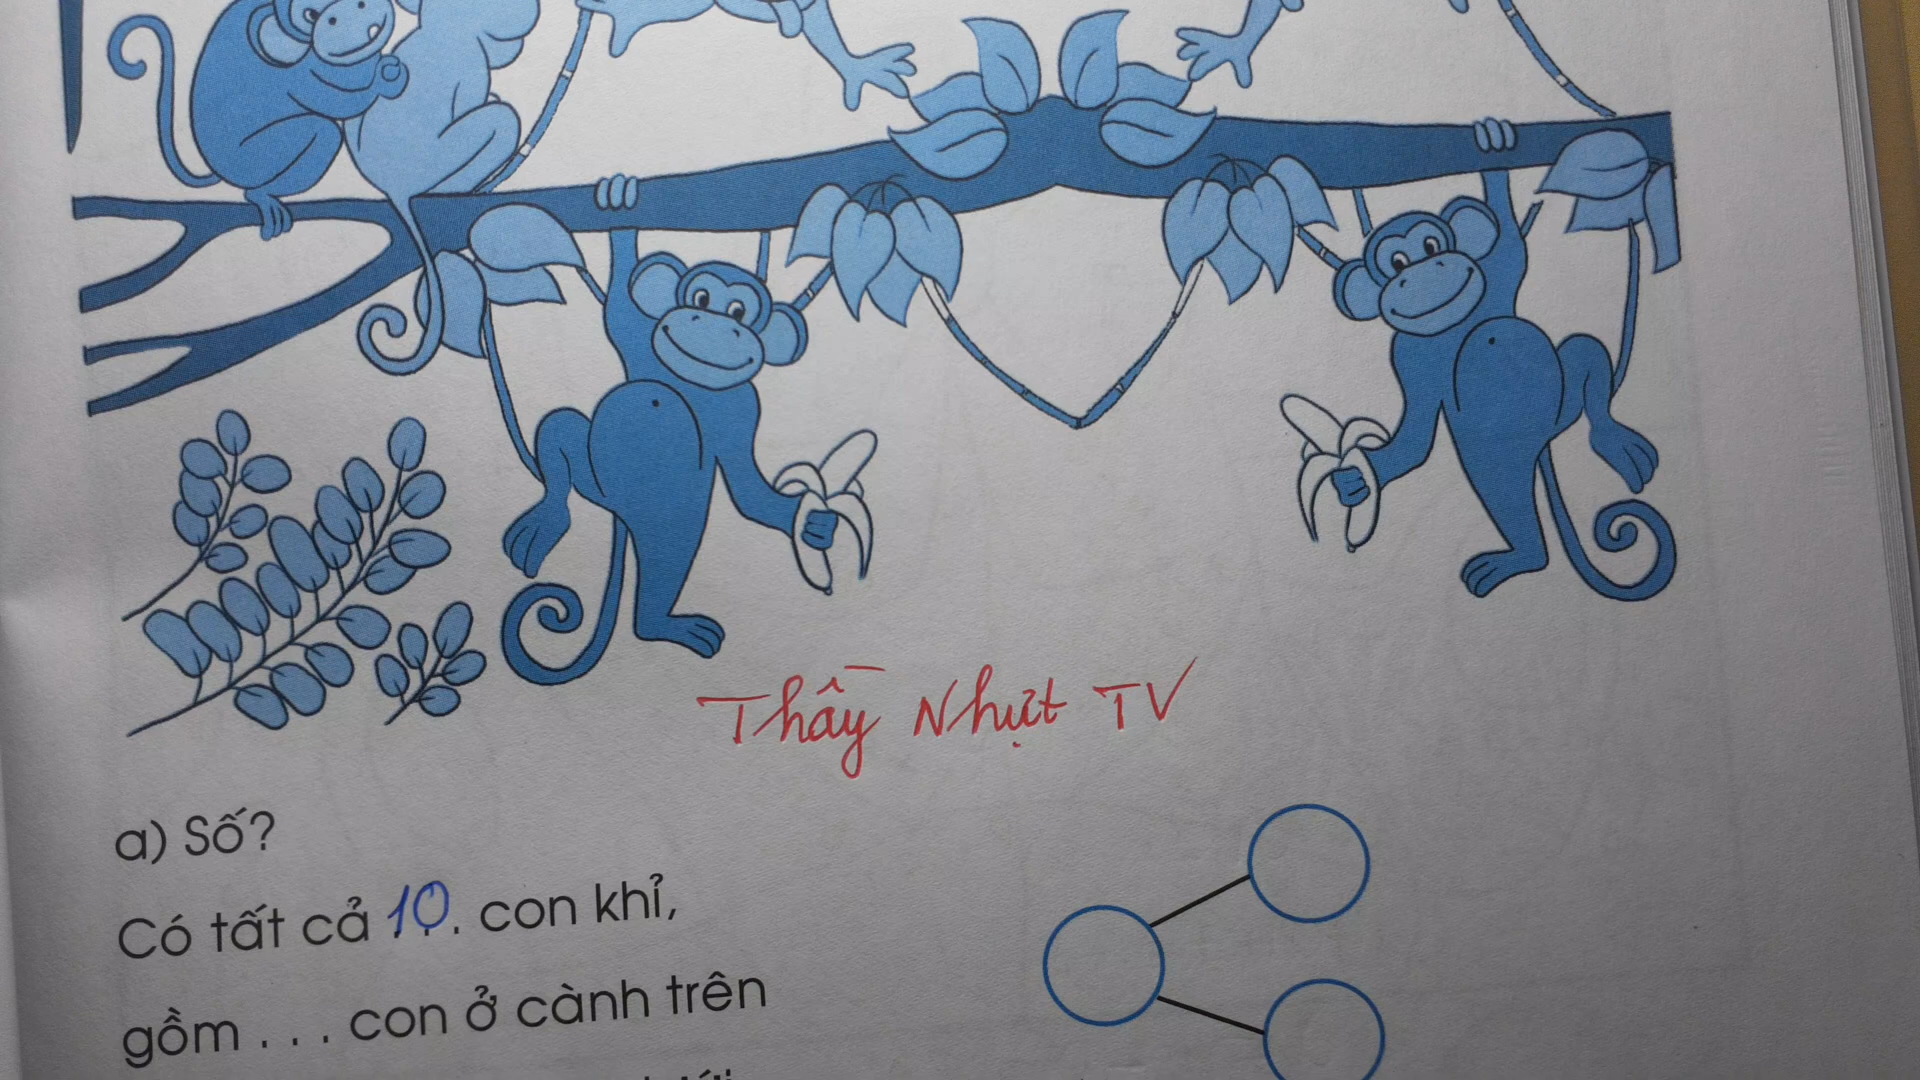 Thầy Nhựt TV
a) Số?
Có tất cả 10. con khỉ,
gồm . . . con ở cành trên